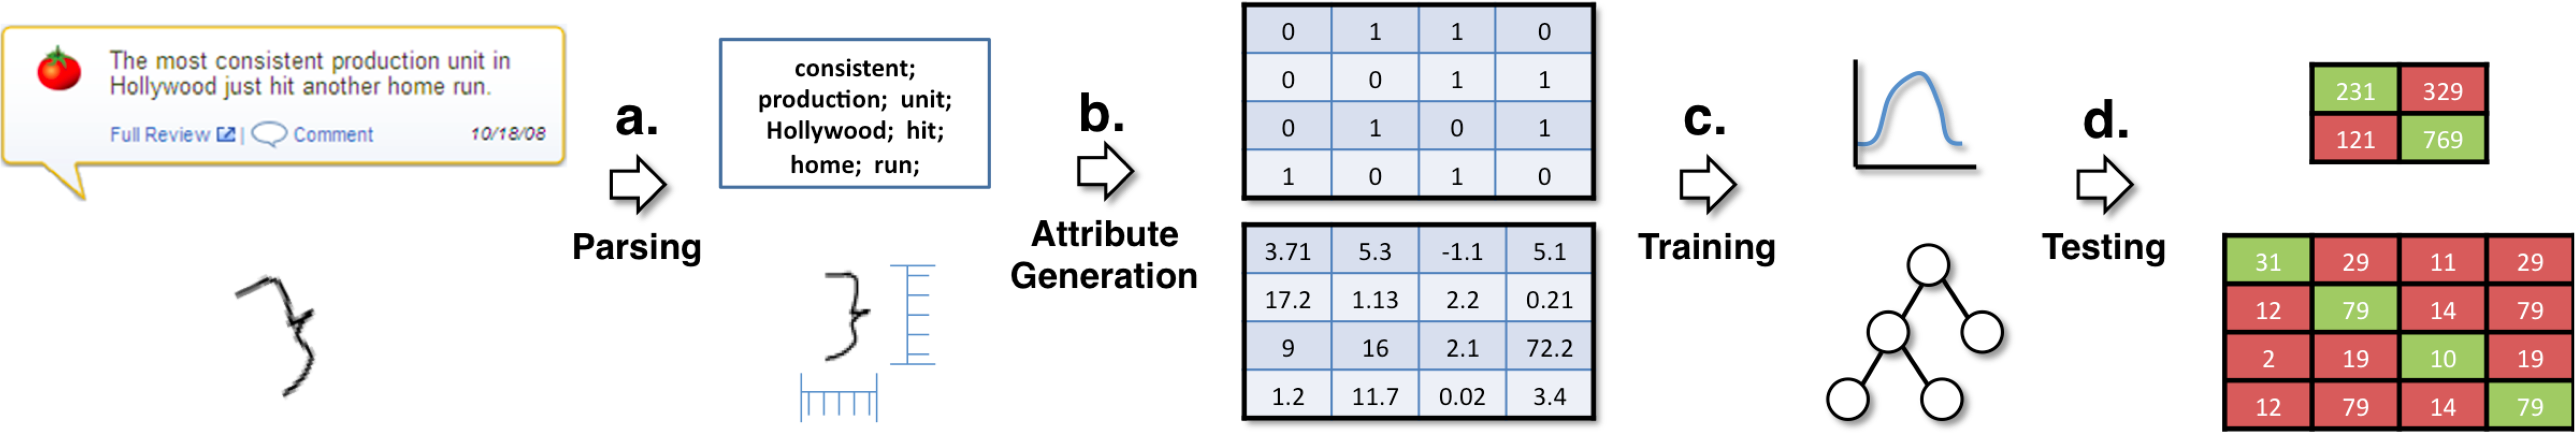 The most consistent production unit in
Hollywood just hit another home run.
Full Review | Comment 10/18/08
a.
Parsing
consistent;
production; unit;
Hollywood; hit;
home; run;
b.
Attribute
Generation
0 1 1 0
0 0 1 1
0 1 0 1
1 0 1 0
3.71 5.3 -1.1 5.1
17.2 1.13 2.2 0.21
9 16 2.1 72.2
1.2 11.7 0.02 3.4
c.
Training
d.
Testing
231 329
121 769
31 29 11 29
12 79 14 79
2 19 10 19
12 79 14 79